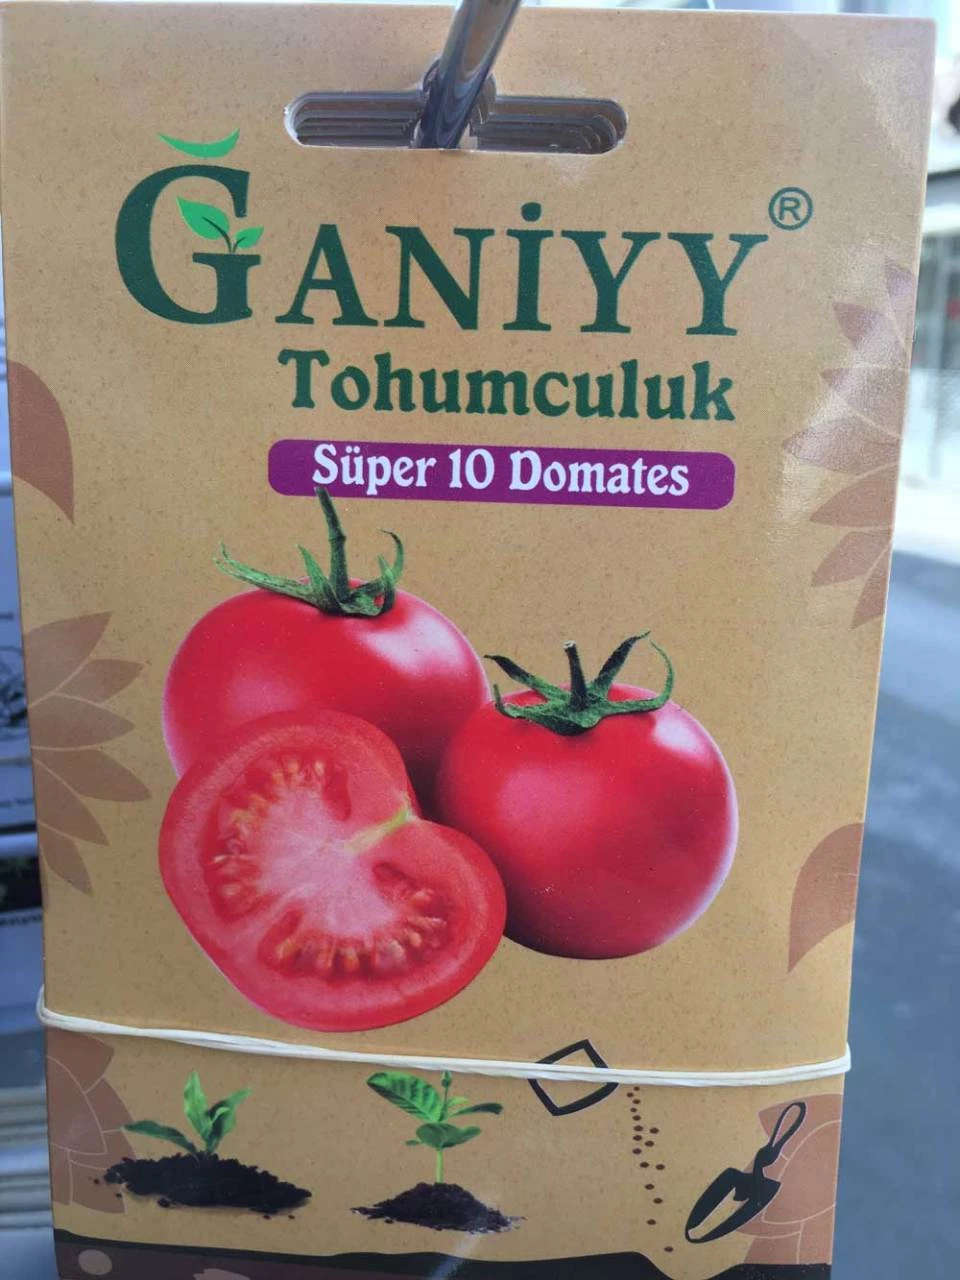 ĞANİYY®
Tohumculuk
Süper 10 Domates